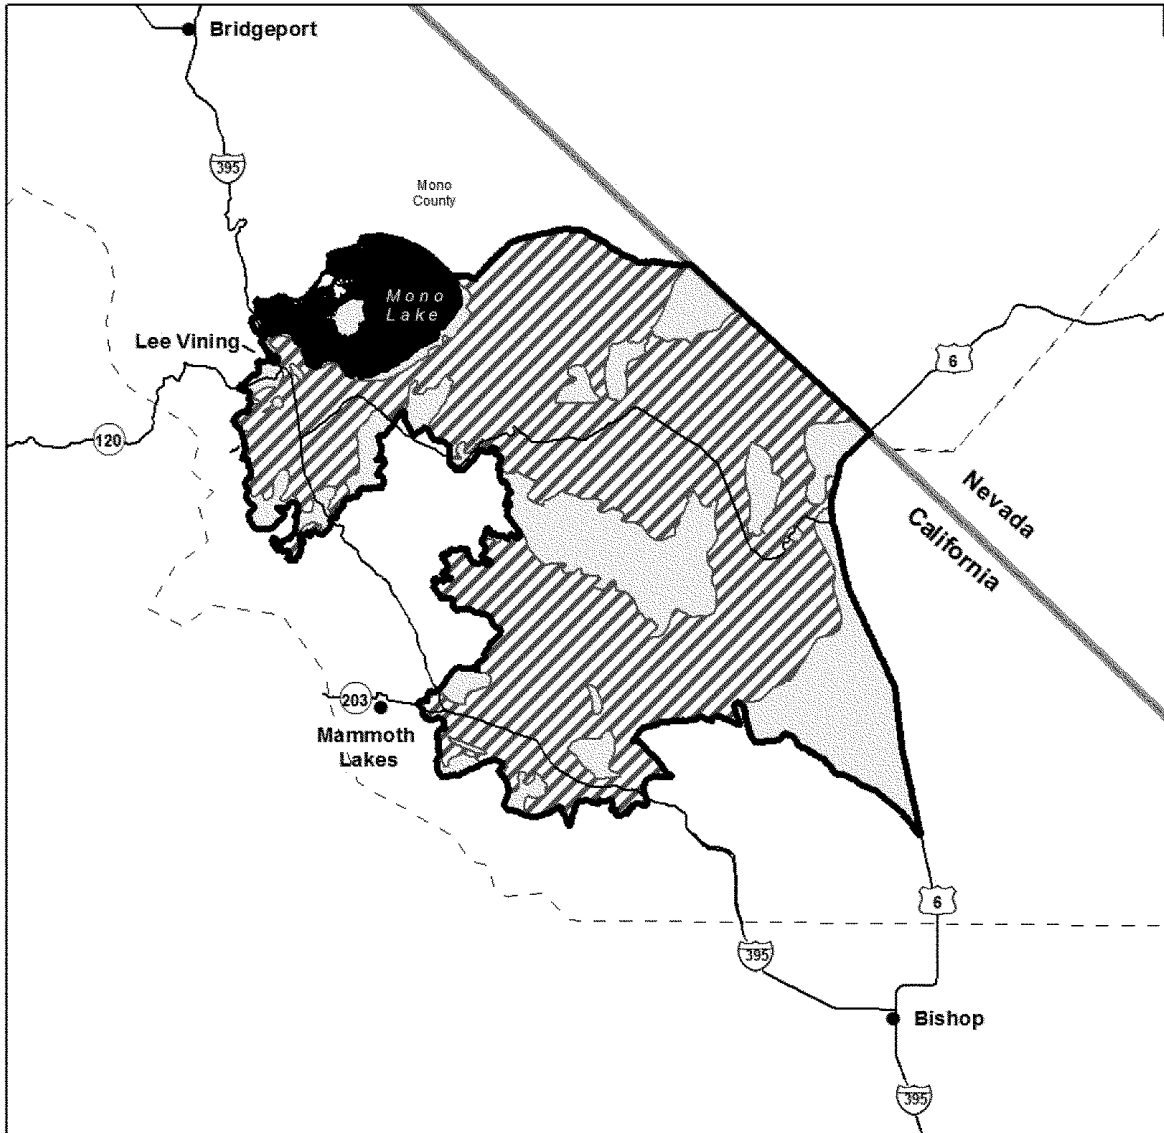 Bridgeport
395
Mono
County
Mono
Lake
Lee Vining
6
120
Nevada
California
203
Mammoth
Lakes
6
395
Bishop
395